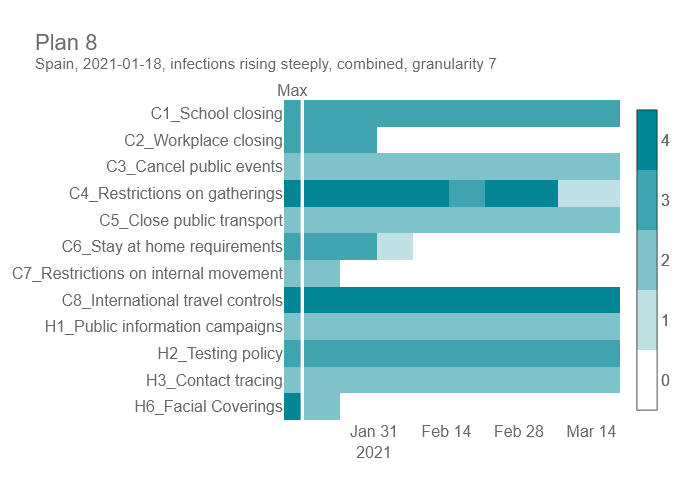 Plan 8
Spain, 2021-01-18, infections rising steeply, combined, granularity 7
Max
C1_School closing
C2_Workplace closing
C3_Cancel public events
C4_Restrictions on gatherings
C5_Close public transport
C6_Stay at home requirements
C7_Restrictions on internal movement
C8_International travel controls
H1_Public information campaigns
H2_Testing policy
H3_Contact tracing
H6_Facial Coverings
Jan 31 Feb 14 Feb 28 Mar 14
2021
4
3
2
1
0